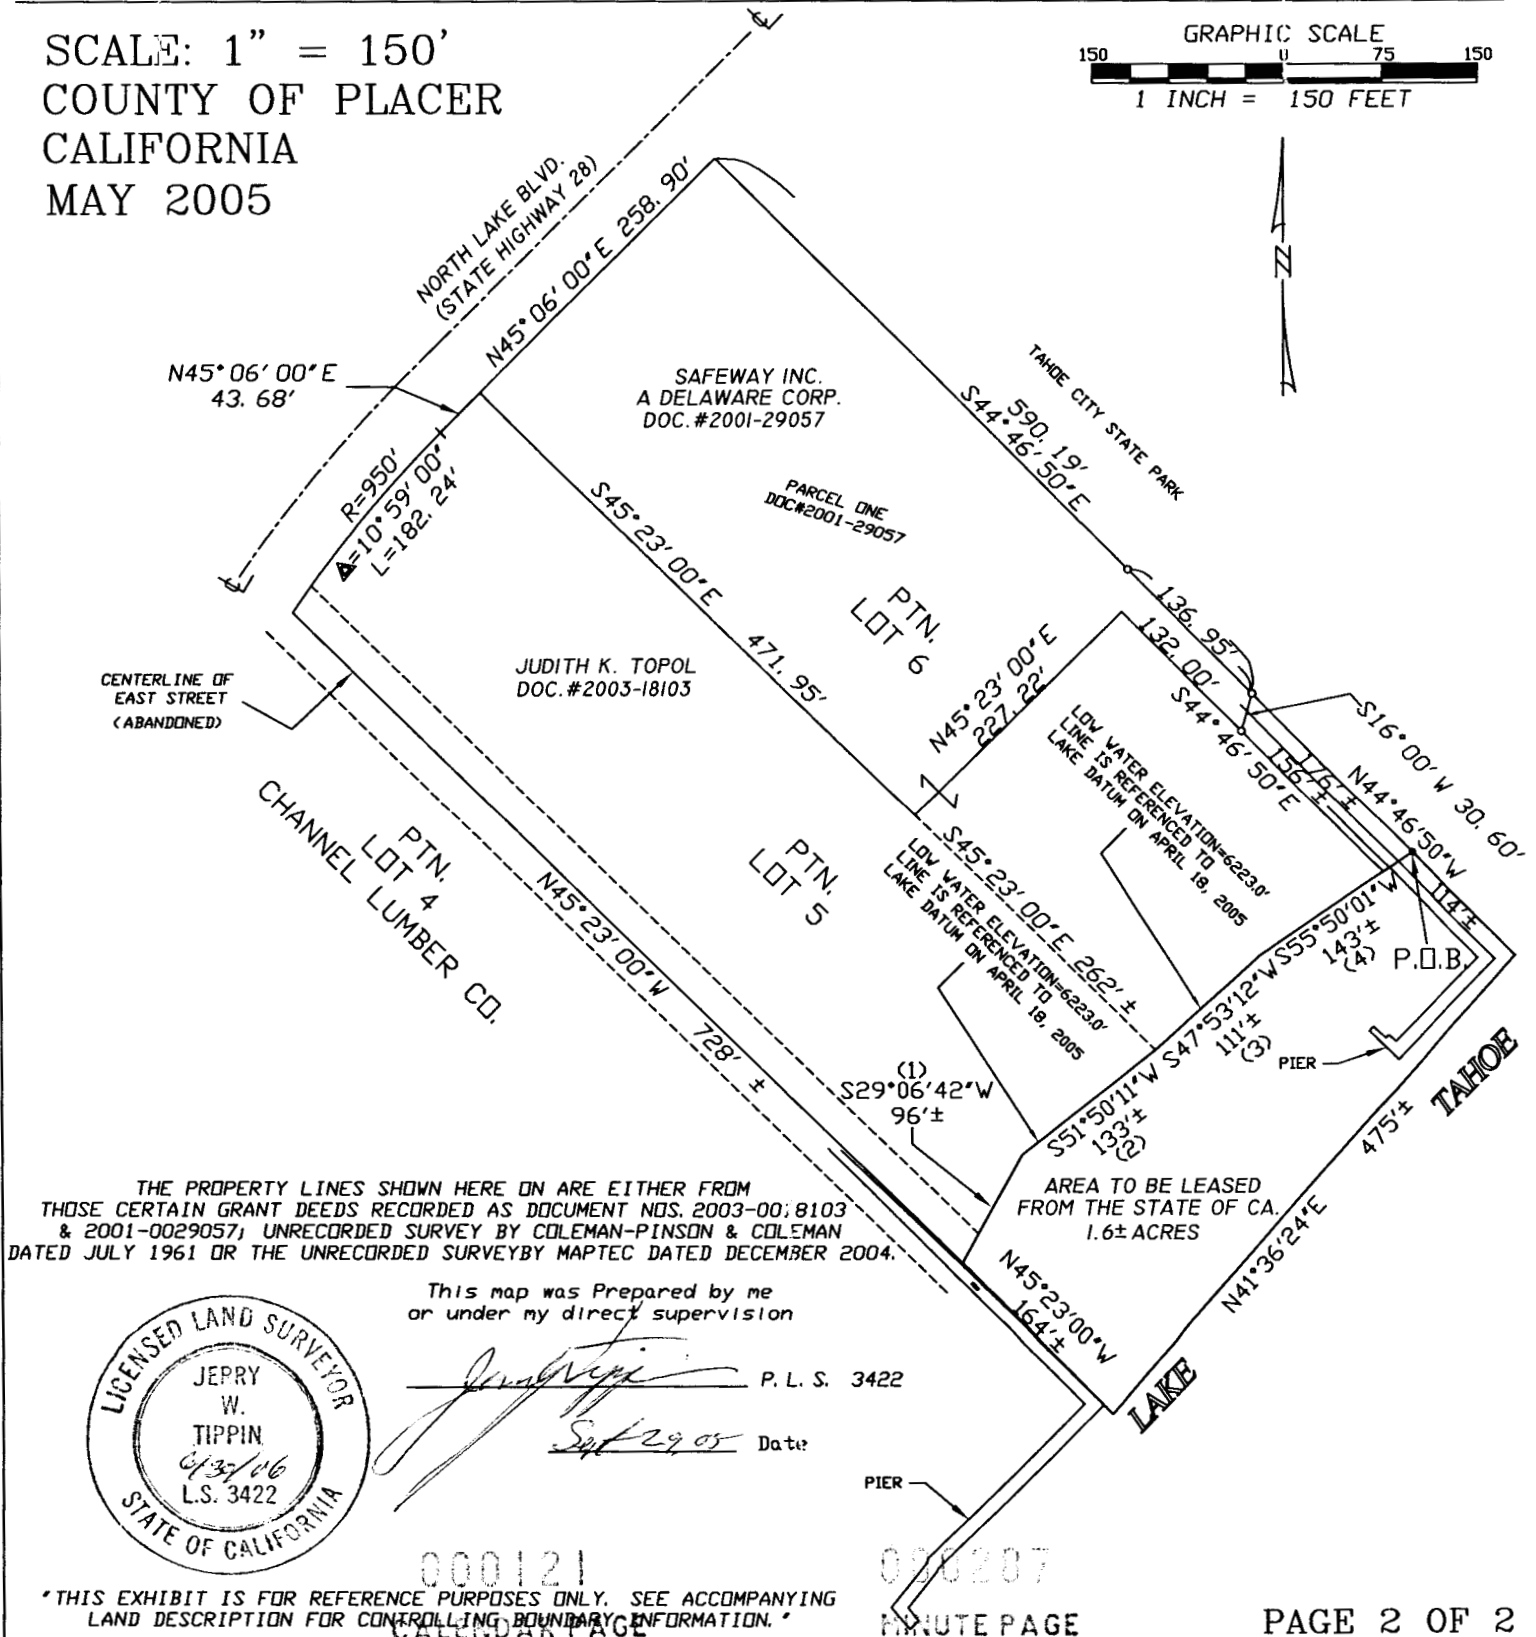 SCALE: 1" = 150'
COUNTY OF PLACER
CALIFORNIA
MAY 2005
GRAPHIC SCALE
150 0 75 150
1 INCH = 150 FEET
N
NORTH LAKE BLVD.
(STATE HIGHWAY 28)
N45°06'00"E 258.90'
N45°06'00"E
43.68'
R=950'
Δ=10°59'00"
L=182.24'
SAFEWAY INC.
A DELAWARE CORP.
DOC.#2001-29057
TAHOE CITY STATE PARK
590.19'
S44°46'50"E
PARCEL ONE
DOC#2001-29057
S45°23'00"E 471.95'
PTN.
LOT 6
136.95'
132.00'
S44°46'50"E
N45°23'00"E
227.22'
S16°00'W 30.60'
176'±
156'±
N44°46'50"W
114'±
JUDITH K. TOPOL
DOC.#2003-18103
CENTERLINE OF
EAST STREET
(ABANDONED)
CHANNEL LUMBER CO.
PTN.
LOT 4
PTN.
LOT 5
N45°23'00"W 728' ±
LOW WATER ELEVATION=6223.0'
LINE IS REFERENCED TO
LAKE DATUM ON APRIL 18, 2005
S45°23'00"E 262' ±
LOW WATER ELEVATION=6223.0'
LINE IS REFERENCED TO
LAKE DATUM ON APRIL 18, 2005
S55°50'01"W
143'±
(4)
P.O.B.
S47°53'12"W
111'±
(3)
PIER
S51°50'11"W
133'±
(2)
(1)
S29°06'42"W
96'±
475'±
N41°36'24"E
LAKE TAHOE
AREA TO BE LEASED
FROM THE STATE OF CA.
1.6± ACRES
N45°23'00"W
164'±
THE PROPERTY LINES SHOWN HERE ON ARE EITHER FROM
THOSE CERTAIN GRANT DEEDS RECORDED AS DOCUMENT NOS. 2003-0018103
& 2001-0029057; UNRECORDED SURVEY BY COLEMAN-PINSON & COLEMAN
DATED JULY 1961 OR THE UNRECORDED SURVEYBY MAPTEC DATED DECEMBER 2004.
This map was Prepared by me
or under my direct supervision
P.L.S. 3422
Sept 29, 05 Date
LICENSED LAND SURVEYOR
JERRY
W.
TIPPIN
6/30/06
L.S. 3422
STATE OF CALIFORNIA
PIER
000121
000287
"THIS EXHIBIT IS FOR REFERENCE PURPOSES ONLY. SEE ACCOMPANYING
LAND DESCRIPTION FOR CONTROLLING BOUNDARY INFORMATION."
CALENDAR PAGE
MINUTE PAGE
PAGE 2 OF 2